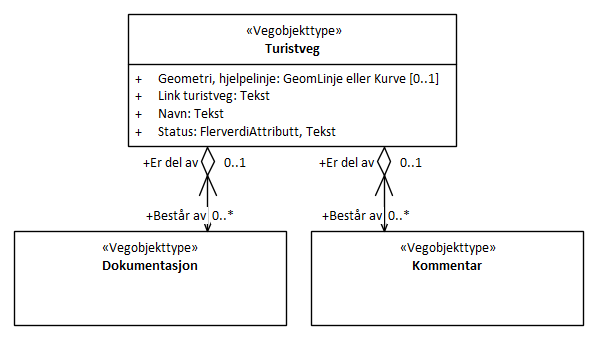 «Vegobjekttype»
Turistveg
+ Geometri, hjelpelinje: GeomLinje eller Kurve [0..1]
+ Link turistveg: Tekst
+ Navn: Tekst
+ Status: FlerverdiAttributt, Tekst
+Er del av 0..1 +Er del av 0..1
+Består av 0..* +Består av 0..*
«Vegobjekttype» «Vegobjekttype»
Dokumentasjon Kommentar